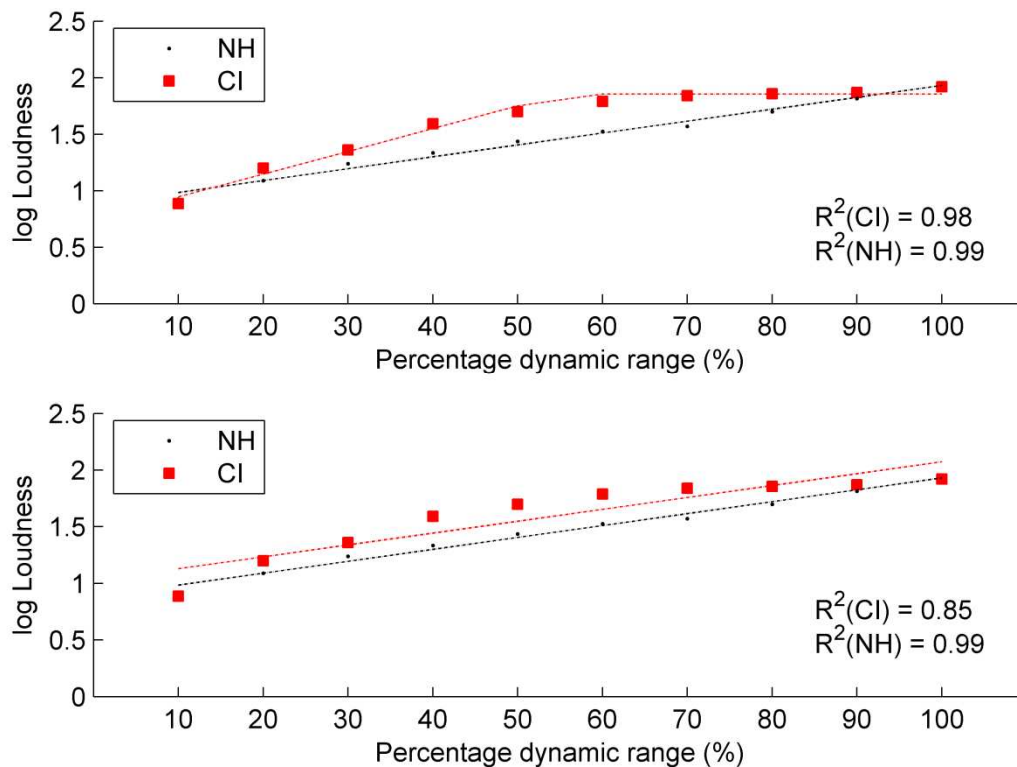 2.5
2
1.5
1
0.5
0
log Loudness
NH
CI
R²(CI) = 0.98
R²(NH) = 0.99
10 20 30 40 50 60 70 80 90 100
Percentage dynamic range (%)
2.5
2
1.5
1
0.5
0
log Loudness
NH
CI
R²(CI) = 0.85
R²(NH) = 0.99
10 20 30 40 50 60 70 80 90 100
Percentage dynamic range (%)